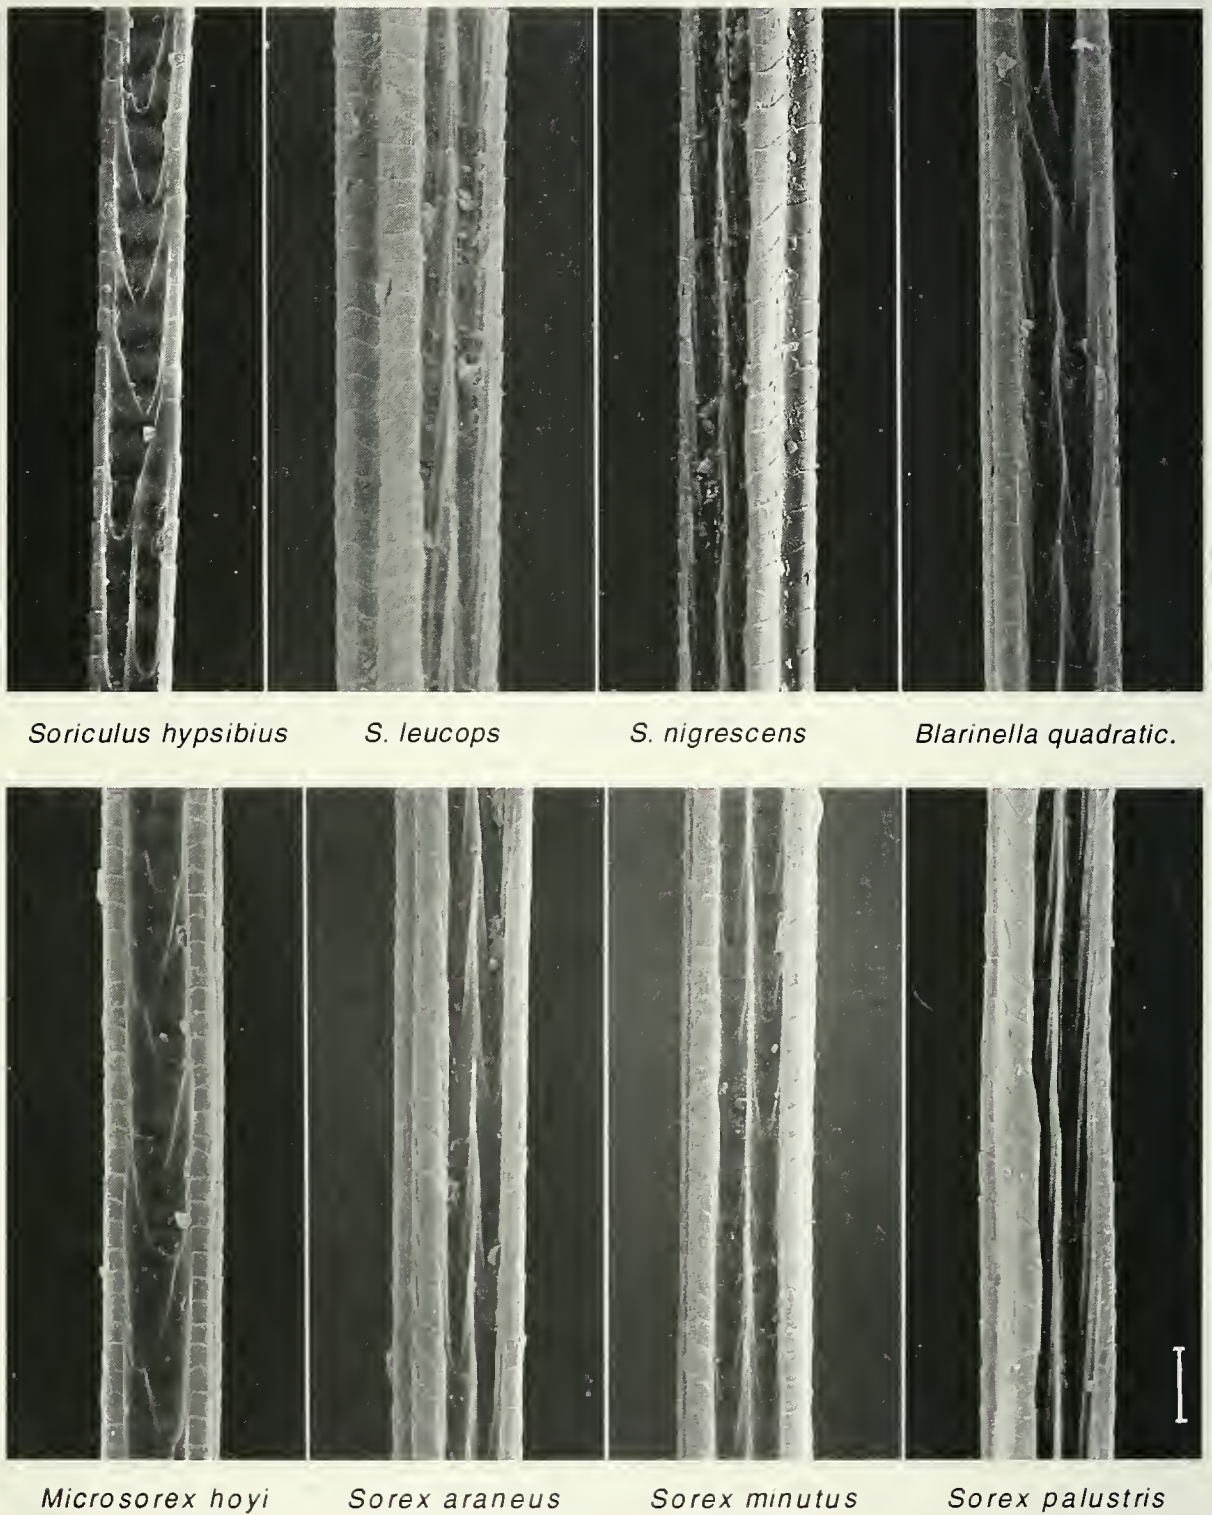 Soriculus hypsibius S. leucops S. nigrescens Blarinella quadratic.
Microsorex hoyi Sorex araneus Sorex minutus Sorex palustris